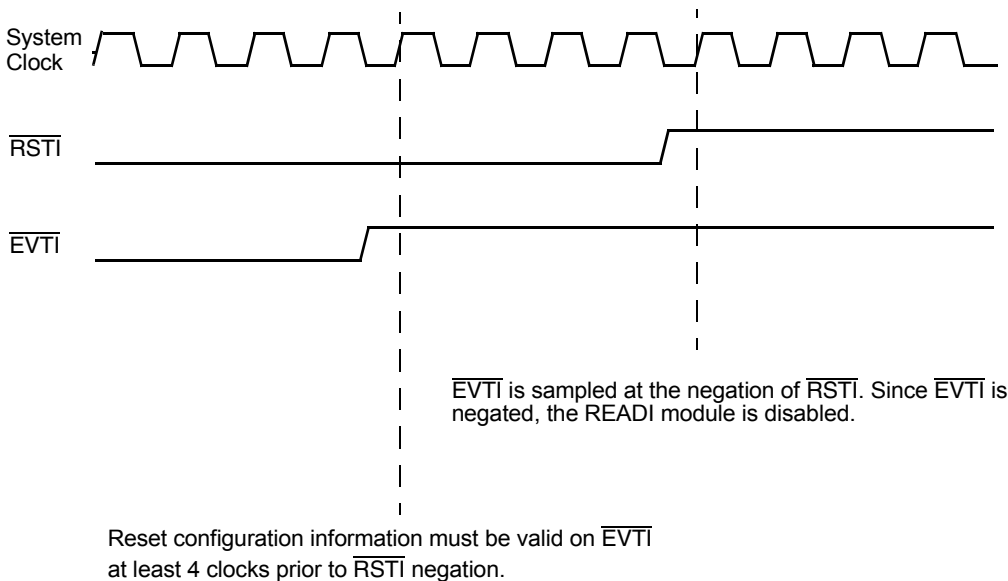 System
Clock
RSTI
EVTI
EVTI is sampled at the negation of RSTI. Since EVTI is
negated, the READI module is disabled.
Reset configuration information must be valid on EVTI
at least 4 clocks prior to RSTI negation.